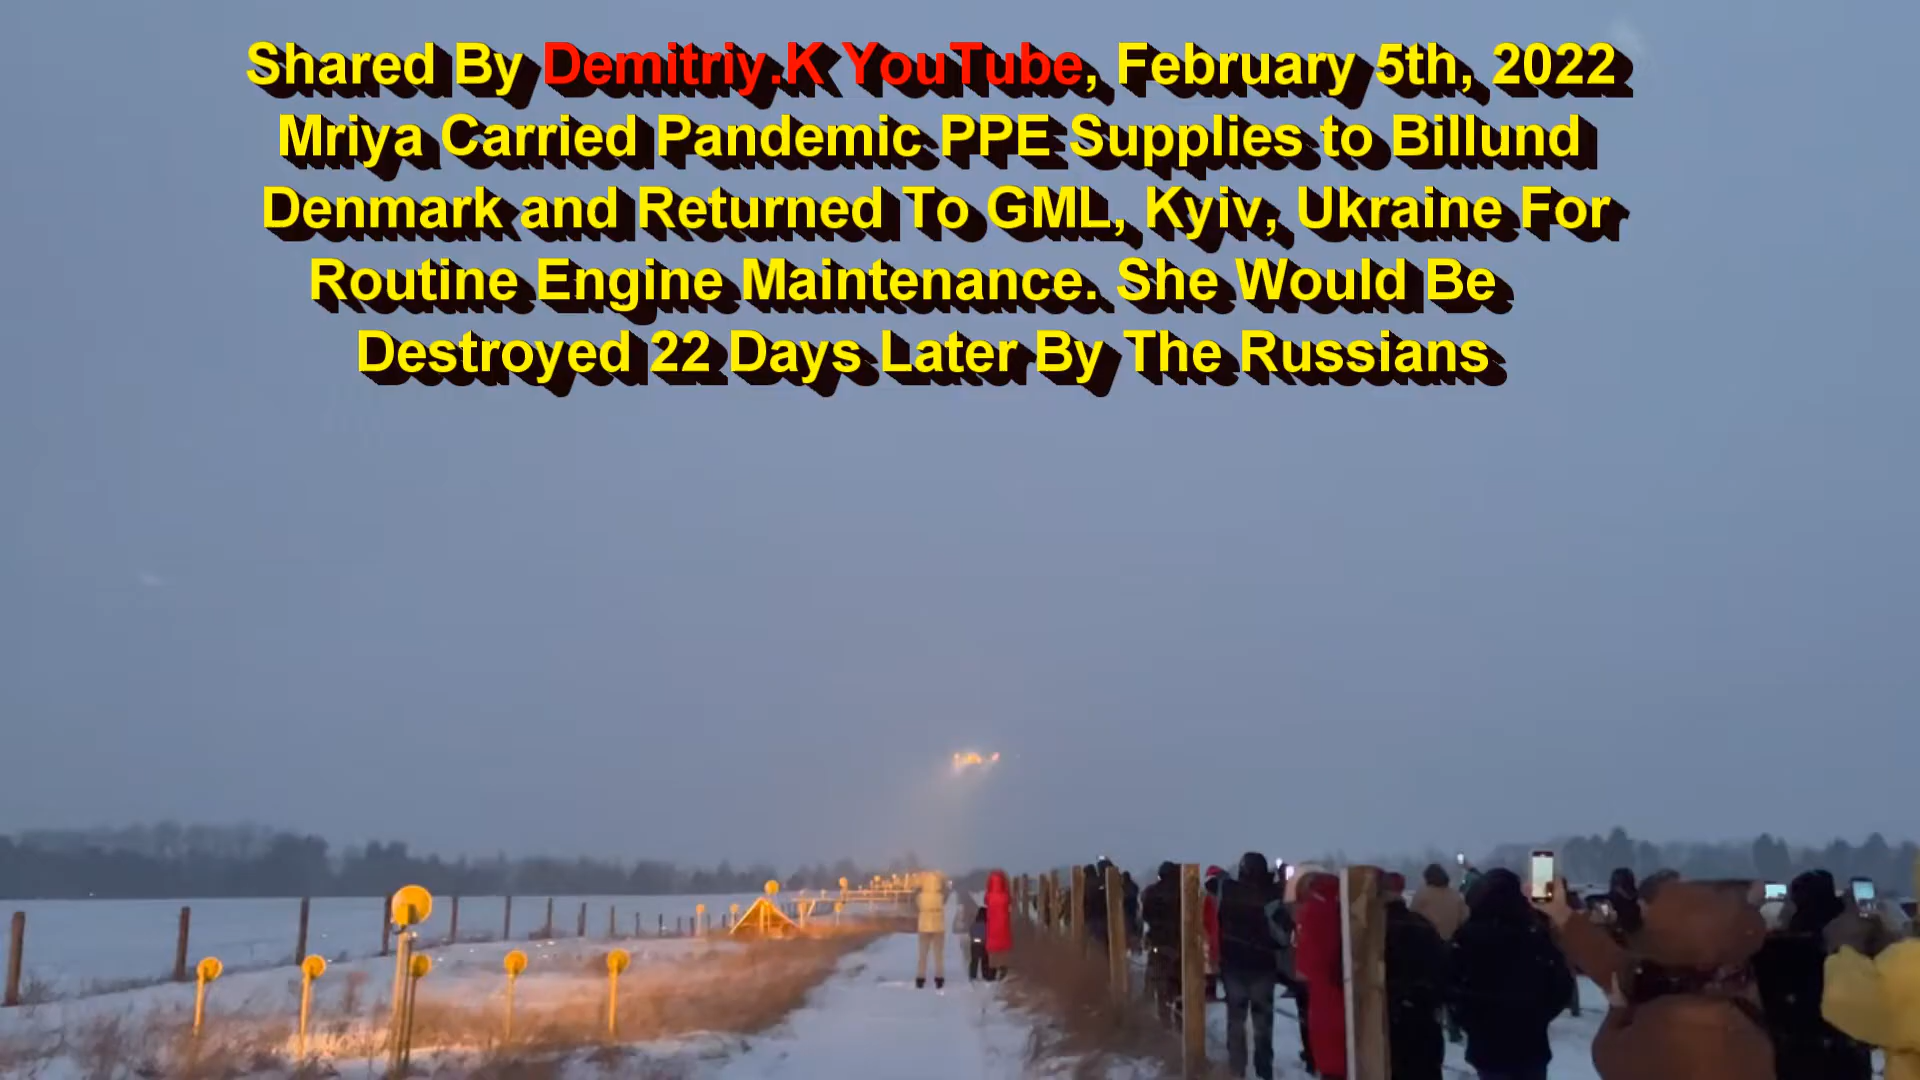 Shared By Demitriy.K YouTube, February 5th, 2022
Mriya Carried Pandemic PPE Supplies to Billund
Denmark and Returned To GML, Kyiv, Ukraine For
Routine Engine Maintenance. She Would Be
Destroyed 22 Days Later By The Russians